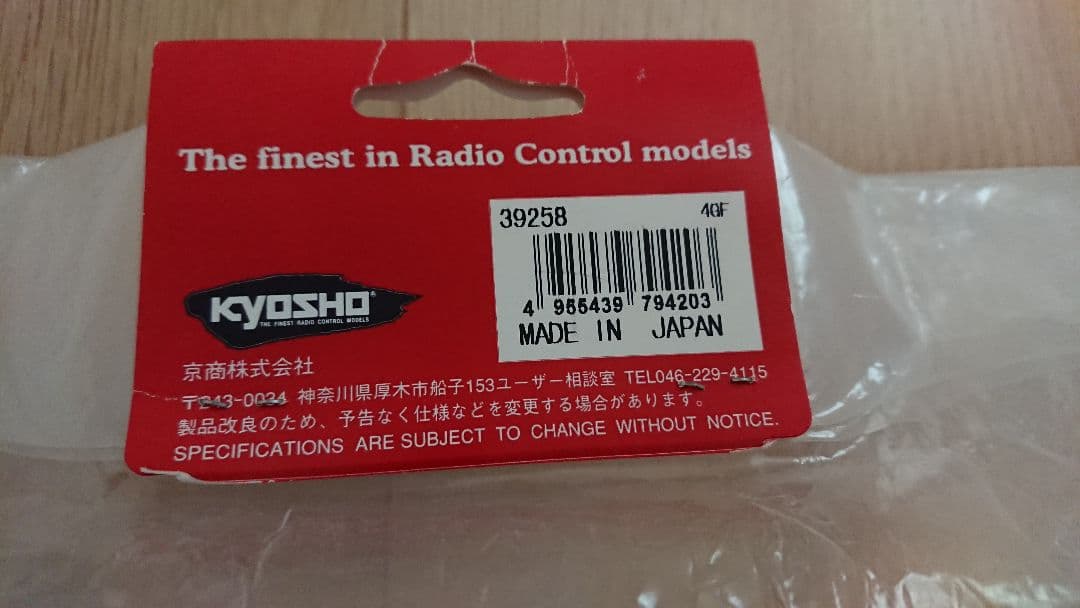 The finest in Radio Control models
39258 4GF
4 965439 794203
MADE IN JAPAN
KYOSHO®
THE FINEST RADIO CONTROL MODELS
京商株式会社
〒243-0034 神奈川県厚木市船子153ユーザー相談室 TEL046-229-4115
製品改良のため、予告なく仕様などを変更する場合があります。
SPECIFICATIONS ARE SUBJECT TO CHANGE WITHOUT NOTICE.